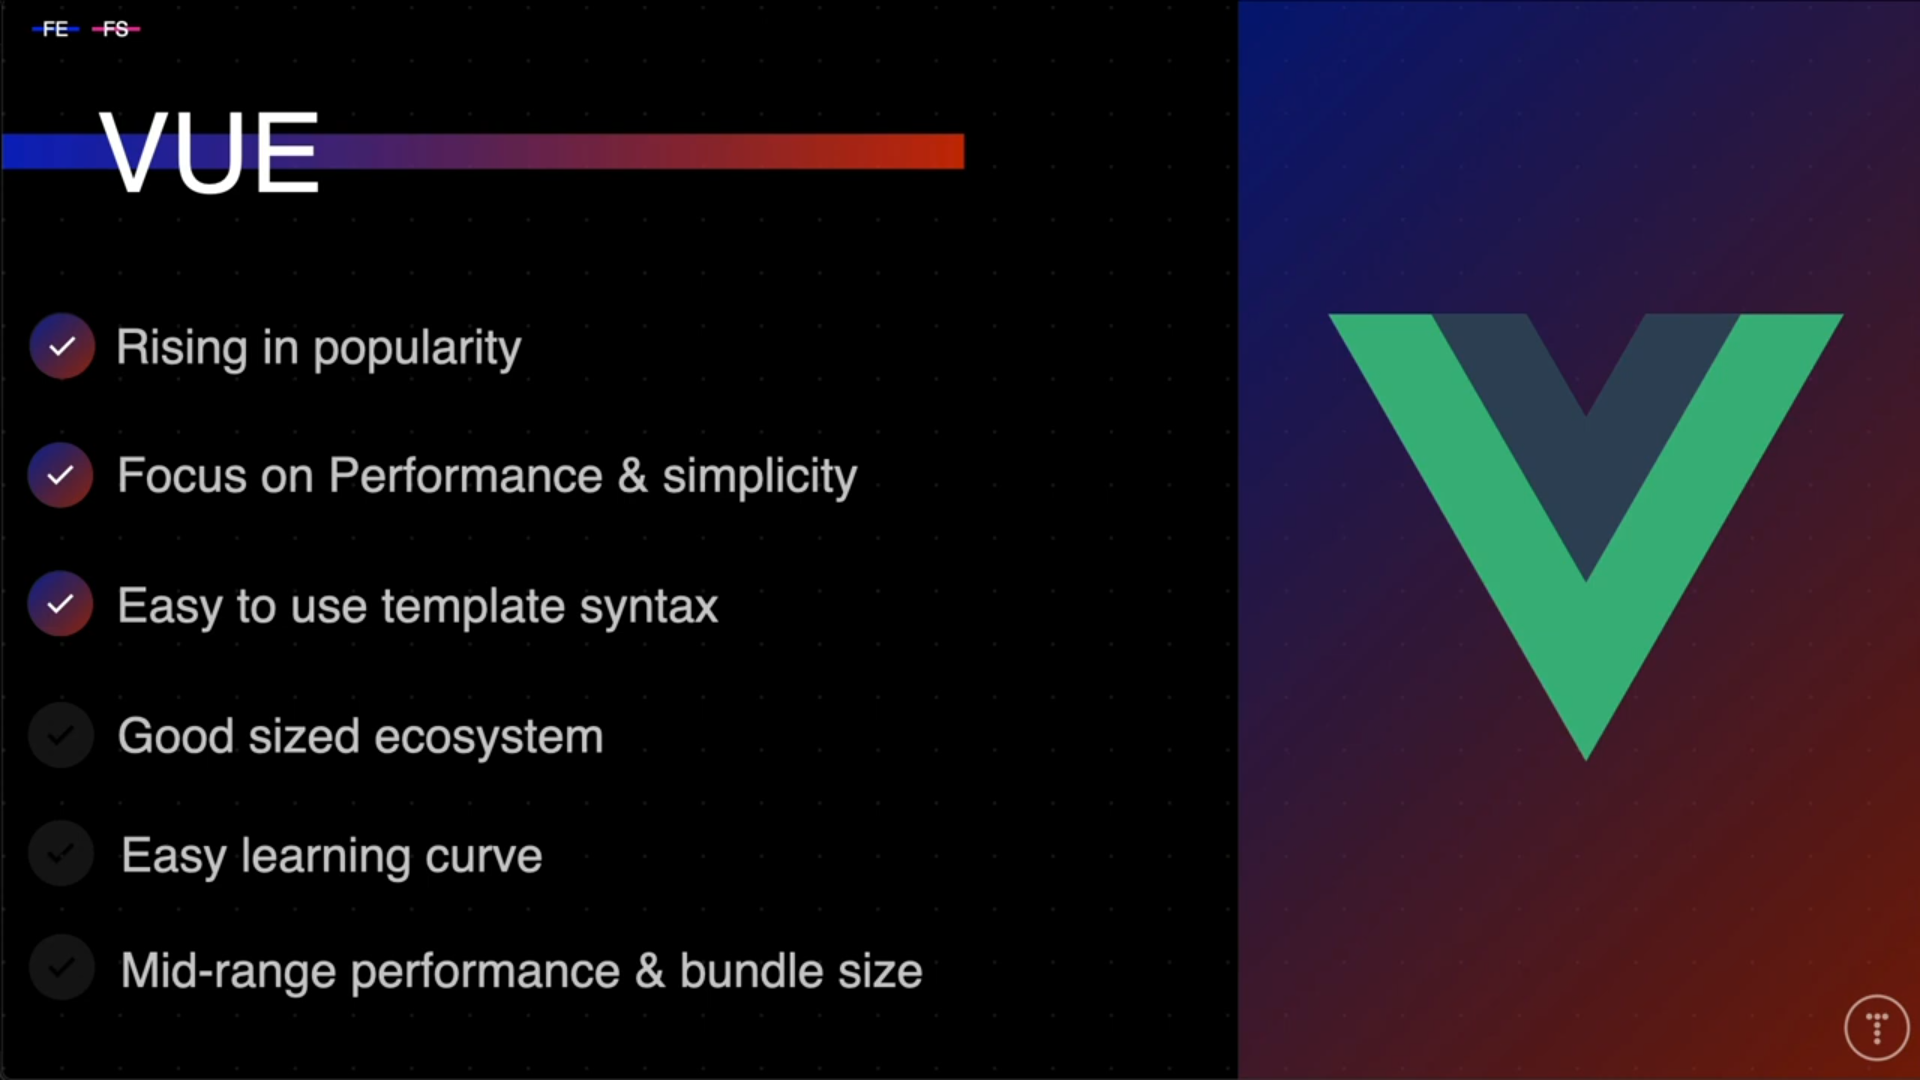 FE FS
VUE
Rising in popularity
Focus on Performance & simplicity
Easy to use template syntax
Good sized ecosystem
Easy learning curve
Mid-range performance & bundle size
T